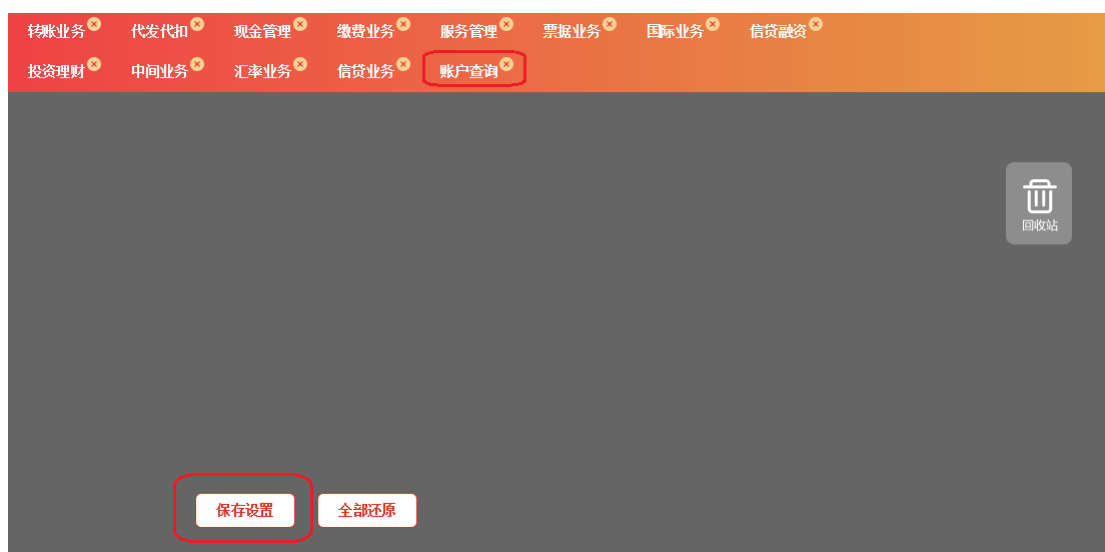 转账业务 代发代扣 现金管理 缴费业务 服务管理 票据业务 国际业务 信贷融资
投资理财 中间业务 汇率业务 信贷业务 账户查询
回收站
保存设置 全部还原